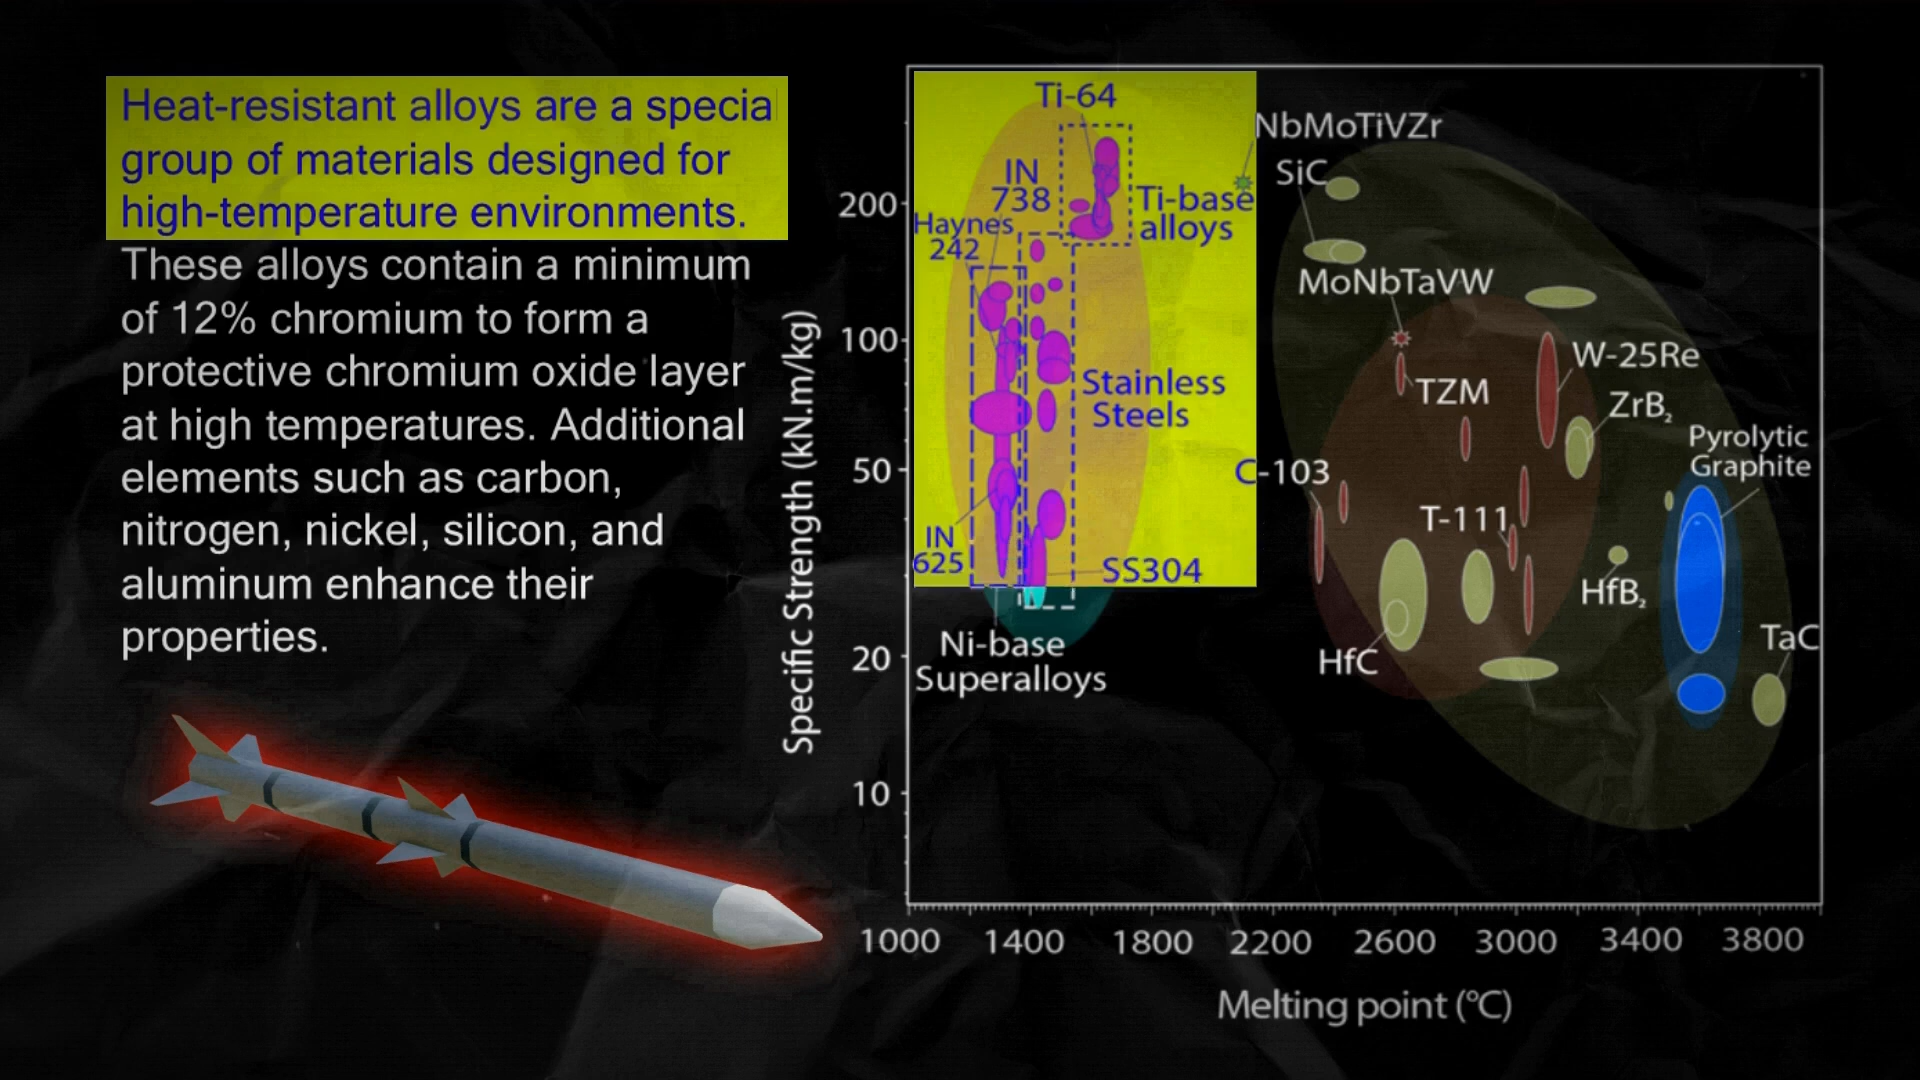 Heat-resistant alloys are a specia
group of materials designed for
high-temperature environments.
These alloys contain a minimum
of 12% chromium to form a
protective chromium oxide layer
at high temperatures. Additional
elements such as carbon,
nitrogen, nickel, silicon, and
aluminum enhance their
properties.
Specific Strength (kN.m/kg)
200
100
50
20
10
Ti-64
NbMoTiVZr
IN
738
SiC
Ti-base
alloys
Haynes
242
MoNbTaVW
W-25Re
Stainless
Steels
TZM
ZrB₂
Pyrolytic
Graphite
C-103
T-111
IN
625
SS304
HfB₂
Ni-base
Superalloys
HfC
TaC
1000 1400 1800 2200 2600 3000 3400 3800
Melting point (°C)